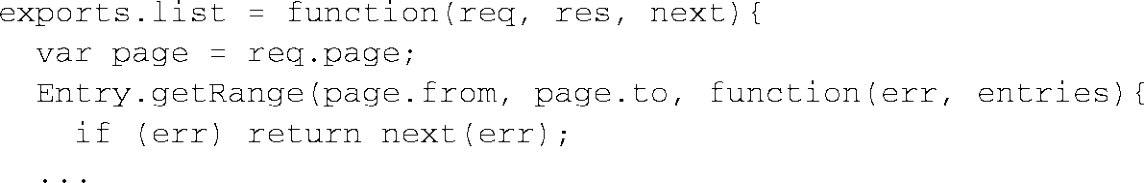 exports.list = function(req, res, next){
  var page = req.page;
  Entry.getRange(page.from, page.to, function(err, entries){
    if (err) return next(err);
  ...